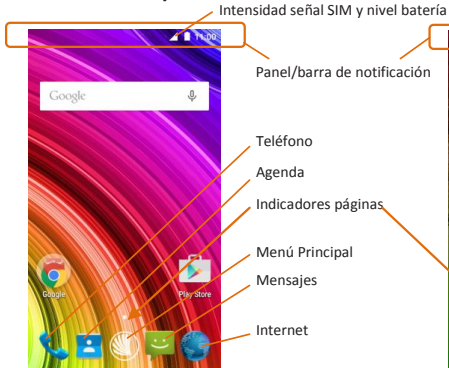 Intensidad señal SIM y nivel batería
11:00
Panel/barra de notificación
Google
Teléfono
Agenda
Indicadores páginas
Menú Principal
Google
Play Store
Mensajes
Internet